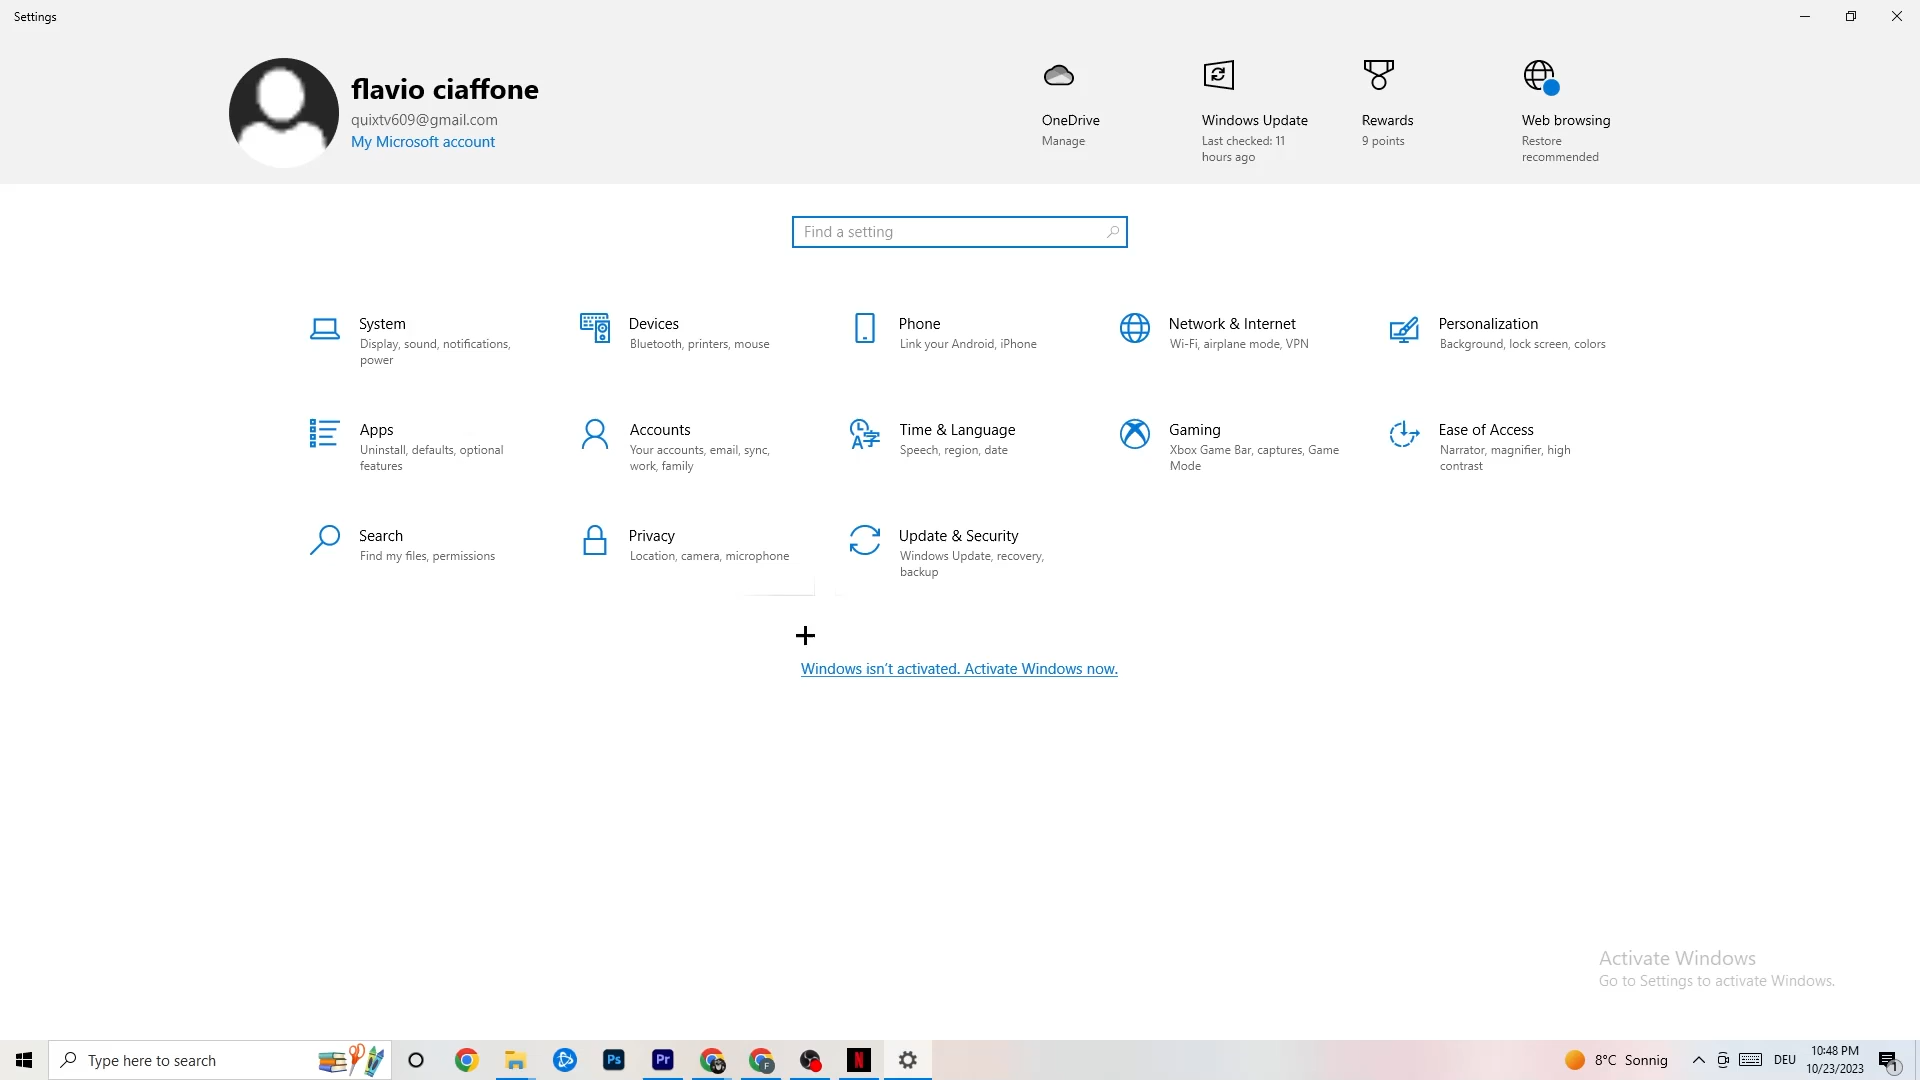 Settings
flavio ciaffone
quixtv609@gmail.com
My Microsoft account
OneDrive
Manage
Windows Update
Last checked: 11
hours ago
Rewards
9 points
Web browsing
Restore
recommended
Find a setting
System
Display, sound, notifications,
power
Devices
Bluetooth, printers, mouse
Phone
Link your Android, iPhone
Network & Internet
Wi-Fi, airplane mode, VPN
Personalization
Background, lock screen, colors
Apps
Uninstall, defaults, optional
features
Accounts
Your accounts, email, sync,
work, family
Time & Language
Speech, region, date
Gaming
Xbox Game Bar, captures, Game
Mode
Ease of Access
Narrator, magnifier, high
contrast
Search
Find my files, permissions
Privacy
Location, camera, microphone
Update & Security
Windows Update, recovery,
backup
Windows isn't activated. Activate Windows now.
Activate Windows
Go to Settings to activate Windows.
Type here to search
Ps
Pr
F
N
8°C Sonnig
DEU
10:48 PM
10/23/2023
1